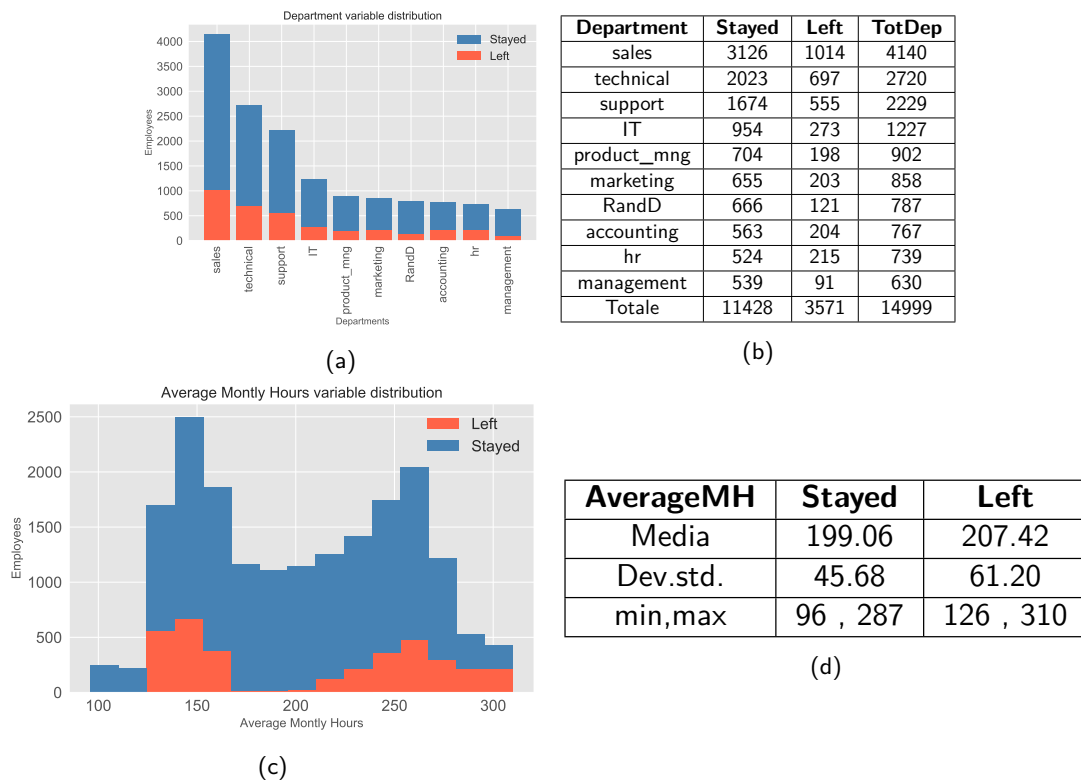 Department variable distribution
Stayed
Left
Employees
4000
3500
3000
2500
2000
1500
1000
500
0
sales
technical
support
IT
product_mng
marketing
RandD
accounting
hr
management
Departments
(a)
Department Stayed Left TotDep
sales 3126 1014 4140
technical 2023 697 2720
support 1674 555 2229
IT 954 273 1227
product_mng 704 198 902
marketing 655 203 858
RandD 666 121 787
accounting 563 204 767
hr 524 215 739
management 539 91 630
Totale 11428 3571 14999
(b)
Average Montly Hours variable distribution
Left
Stayed
Employees
2500
2000
1500
1000
500
0
100 150 200 250 300
Average Montly Hours
(c)
AverageMH Stayed Left
Media 199.06 207.42
Dev.std. 45.68 61.20
min,max 96 , 287 126 , 310
(d)